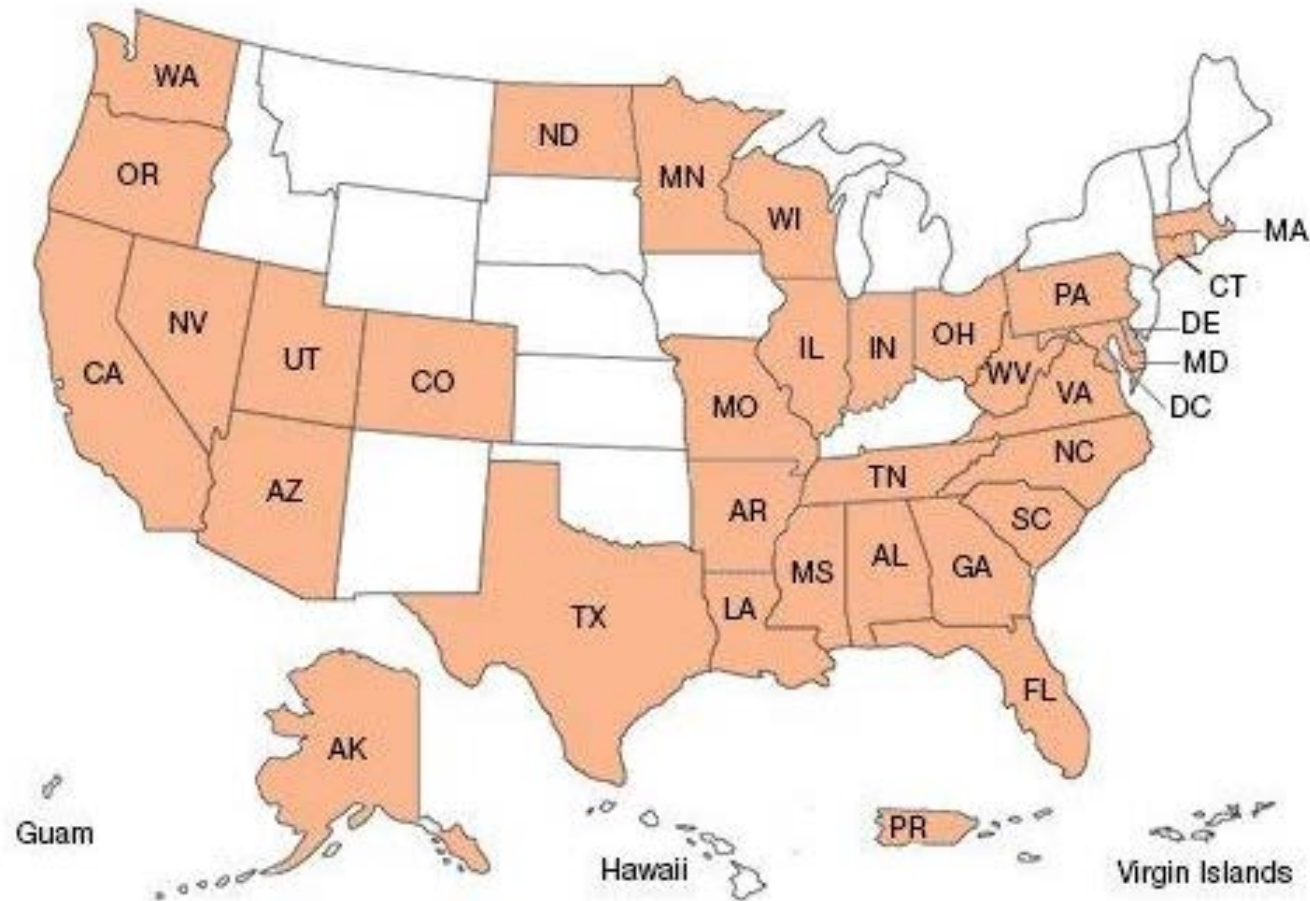 WA
ND
OR
MN
WI
MA
CT
PA
NV
DE
OH
IL
IN
UT
MD
CA
CO
WV
VA
MO
DC
NC
TN
AZ
AR
SC
AL
MS
GA
LA
TX
FL
AK
PR
Guam
Hawaii
Virgin Islands